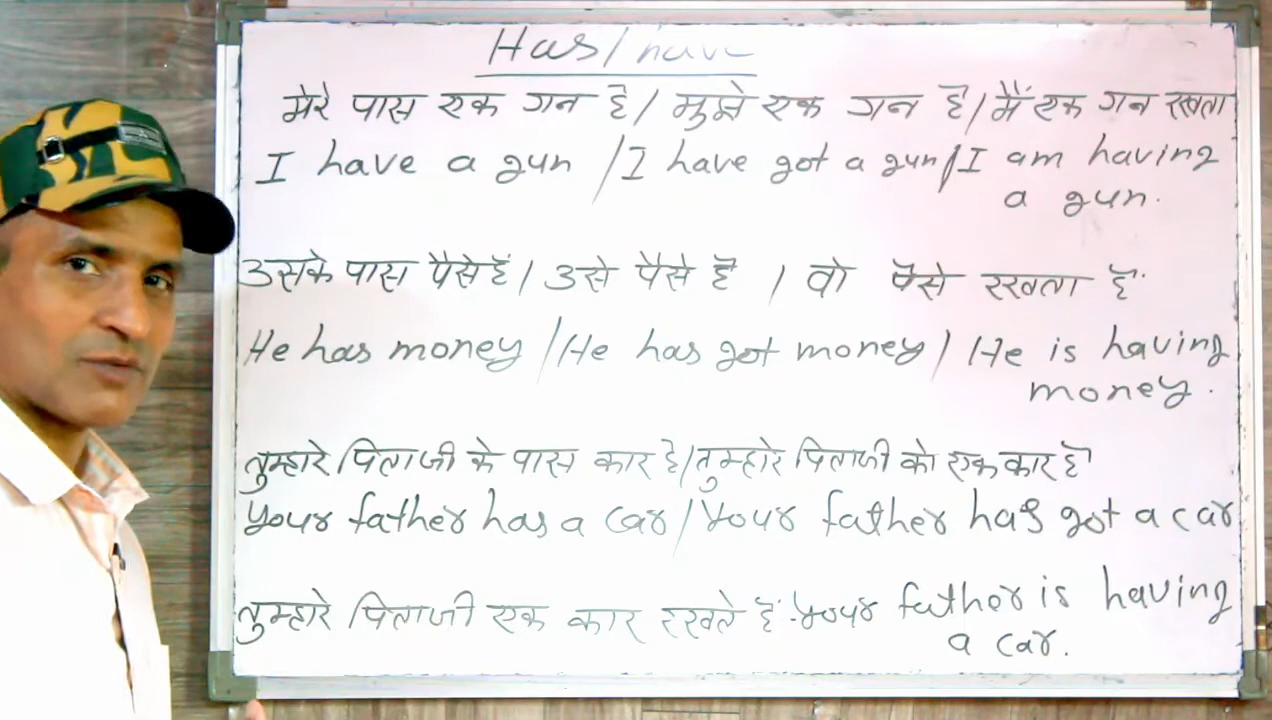 Has/have
मेरे पास एक गन है/ मुझे एक गन है/मैं एक गन रखता
I have a gun /I have got a gun/I am having
a gun.
उसके पास पैसे हैं/ उसे पैसे है / वो पैसे रखता है.
He has money /He has got money/ He is having
money.
तुम्हारे पिताजी के पास कार है/तुम्हारे पिताजी को एक कार है
your father has a car/your father has got a car
तुम्हारे पिताजी एक कार रखते हैं.your father is having
a car.